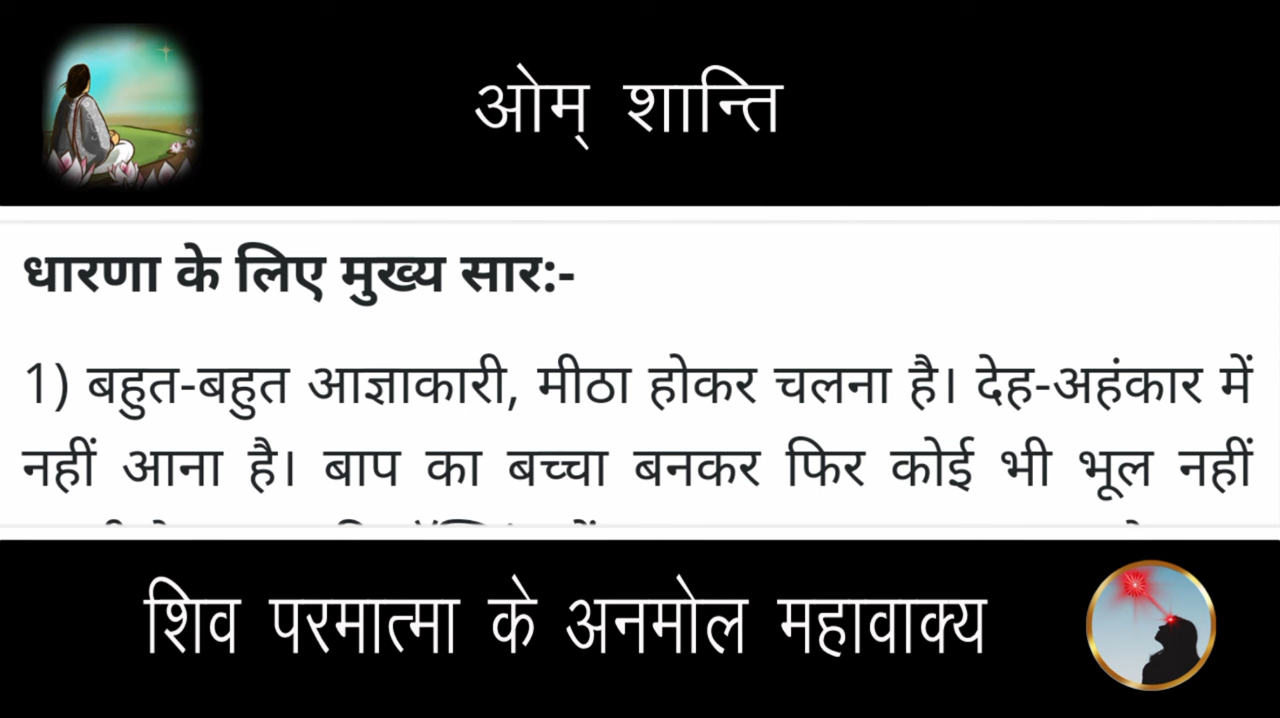 ओम् शान्ति
धारणा के लिए मुख्य सार:-
1) बहुत-बहुत आज्ञाकारी, मीठा होकर चलना है। देह-अहंकार में
नहीं आना है। बाप का बच्चा बनकर फिर कोई भी भूल नहीं
शिव परमात्मा के अनमोल महावाक्य